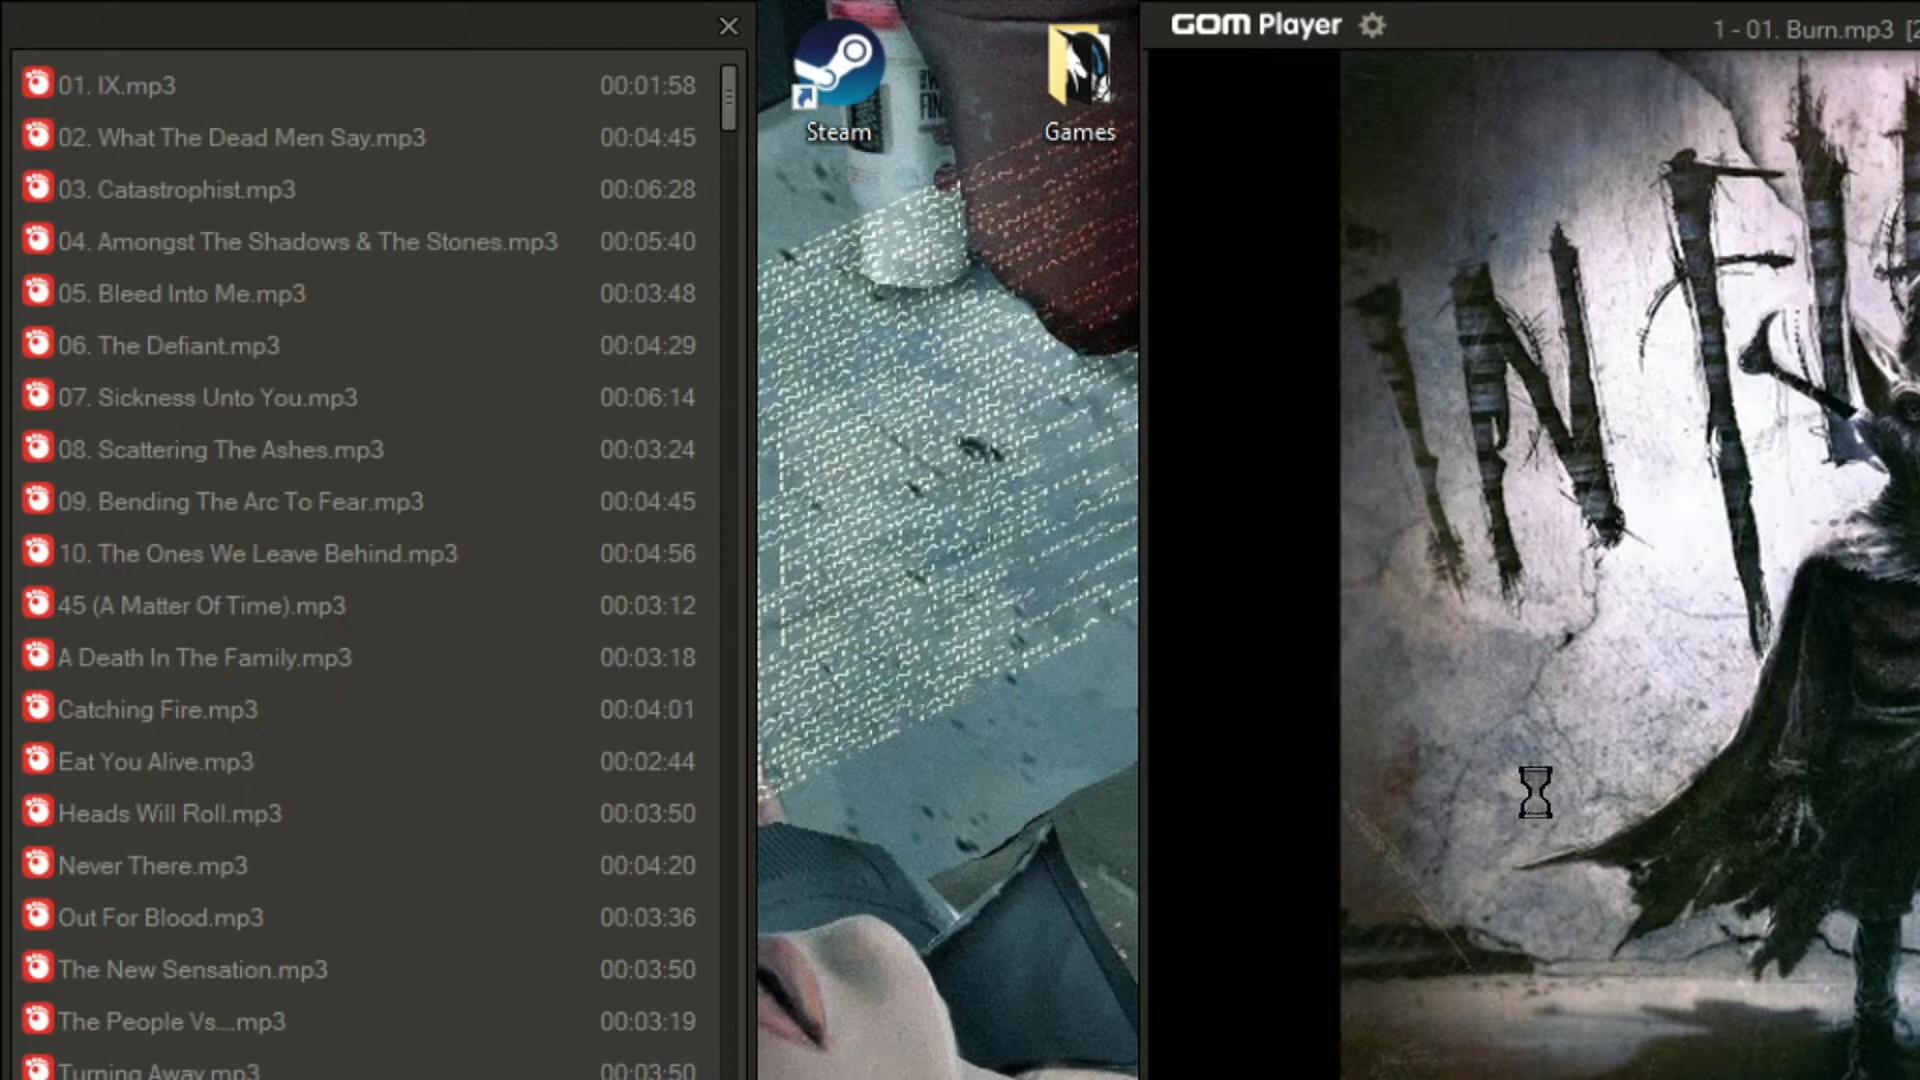 01. IX.mp3 00:01:58
02. What The Dead Men Say.mp3 00:04:45
03. Catastrophist.mp3 00:06:28
04. Amongst The Shadows & The Stones.mp3 00:05:40
05. Bleed Into Me.mp3 00:03:48
06. The Defiant.mp3 00:04:29
07. Sickness Unto You.mp3 00:06:14
08. Scattering The Ashes.mp3 00:03:24
09. Bending The Arc To Fear.mp3 00:04:45
10. The Ones We Leave Behind.mp3 00:04:56
45 (A Matter Of Time).mp3 00:03:12
A Death In The Family.mp3 00:03:18
Catching Fire.mp3 00:04:01
Eat You Alive.mp3 00:02:44
Heads Will Roll.mp3 00:03:50
Never There.mp3 00:04:20
Out For Blood.mp3 00:03:36
The New Sensation.mp3 00:03:50
The People Vs....mp3 00:03:19
Turning Away.mp3 00:03:50
Steam
Games
GOM Player
1 - 01. Burn.mp3 [2